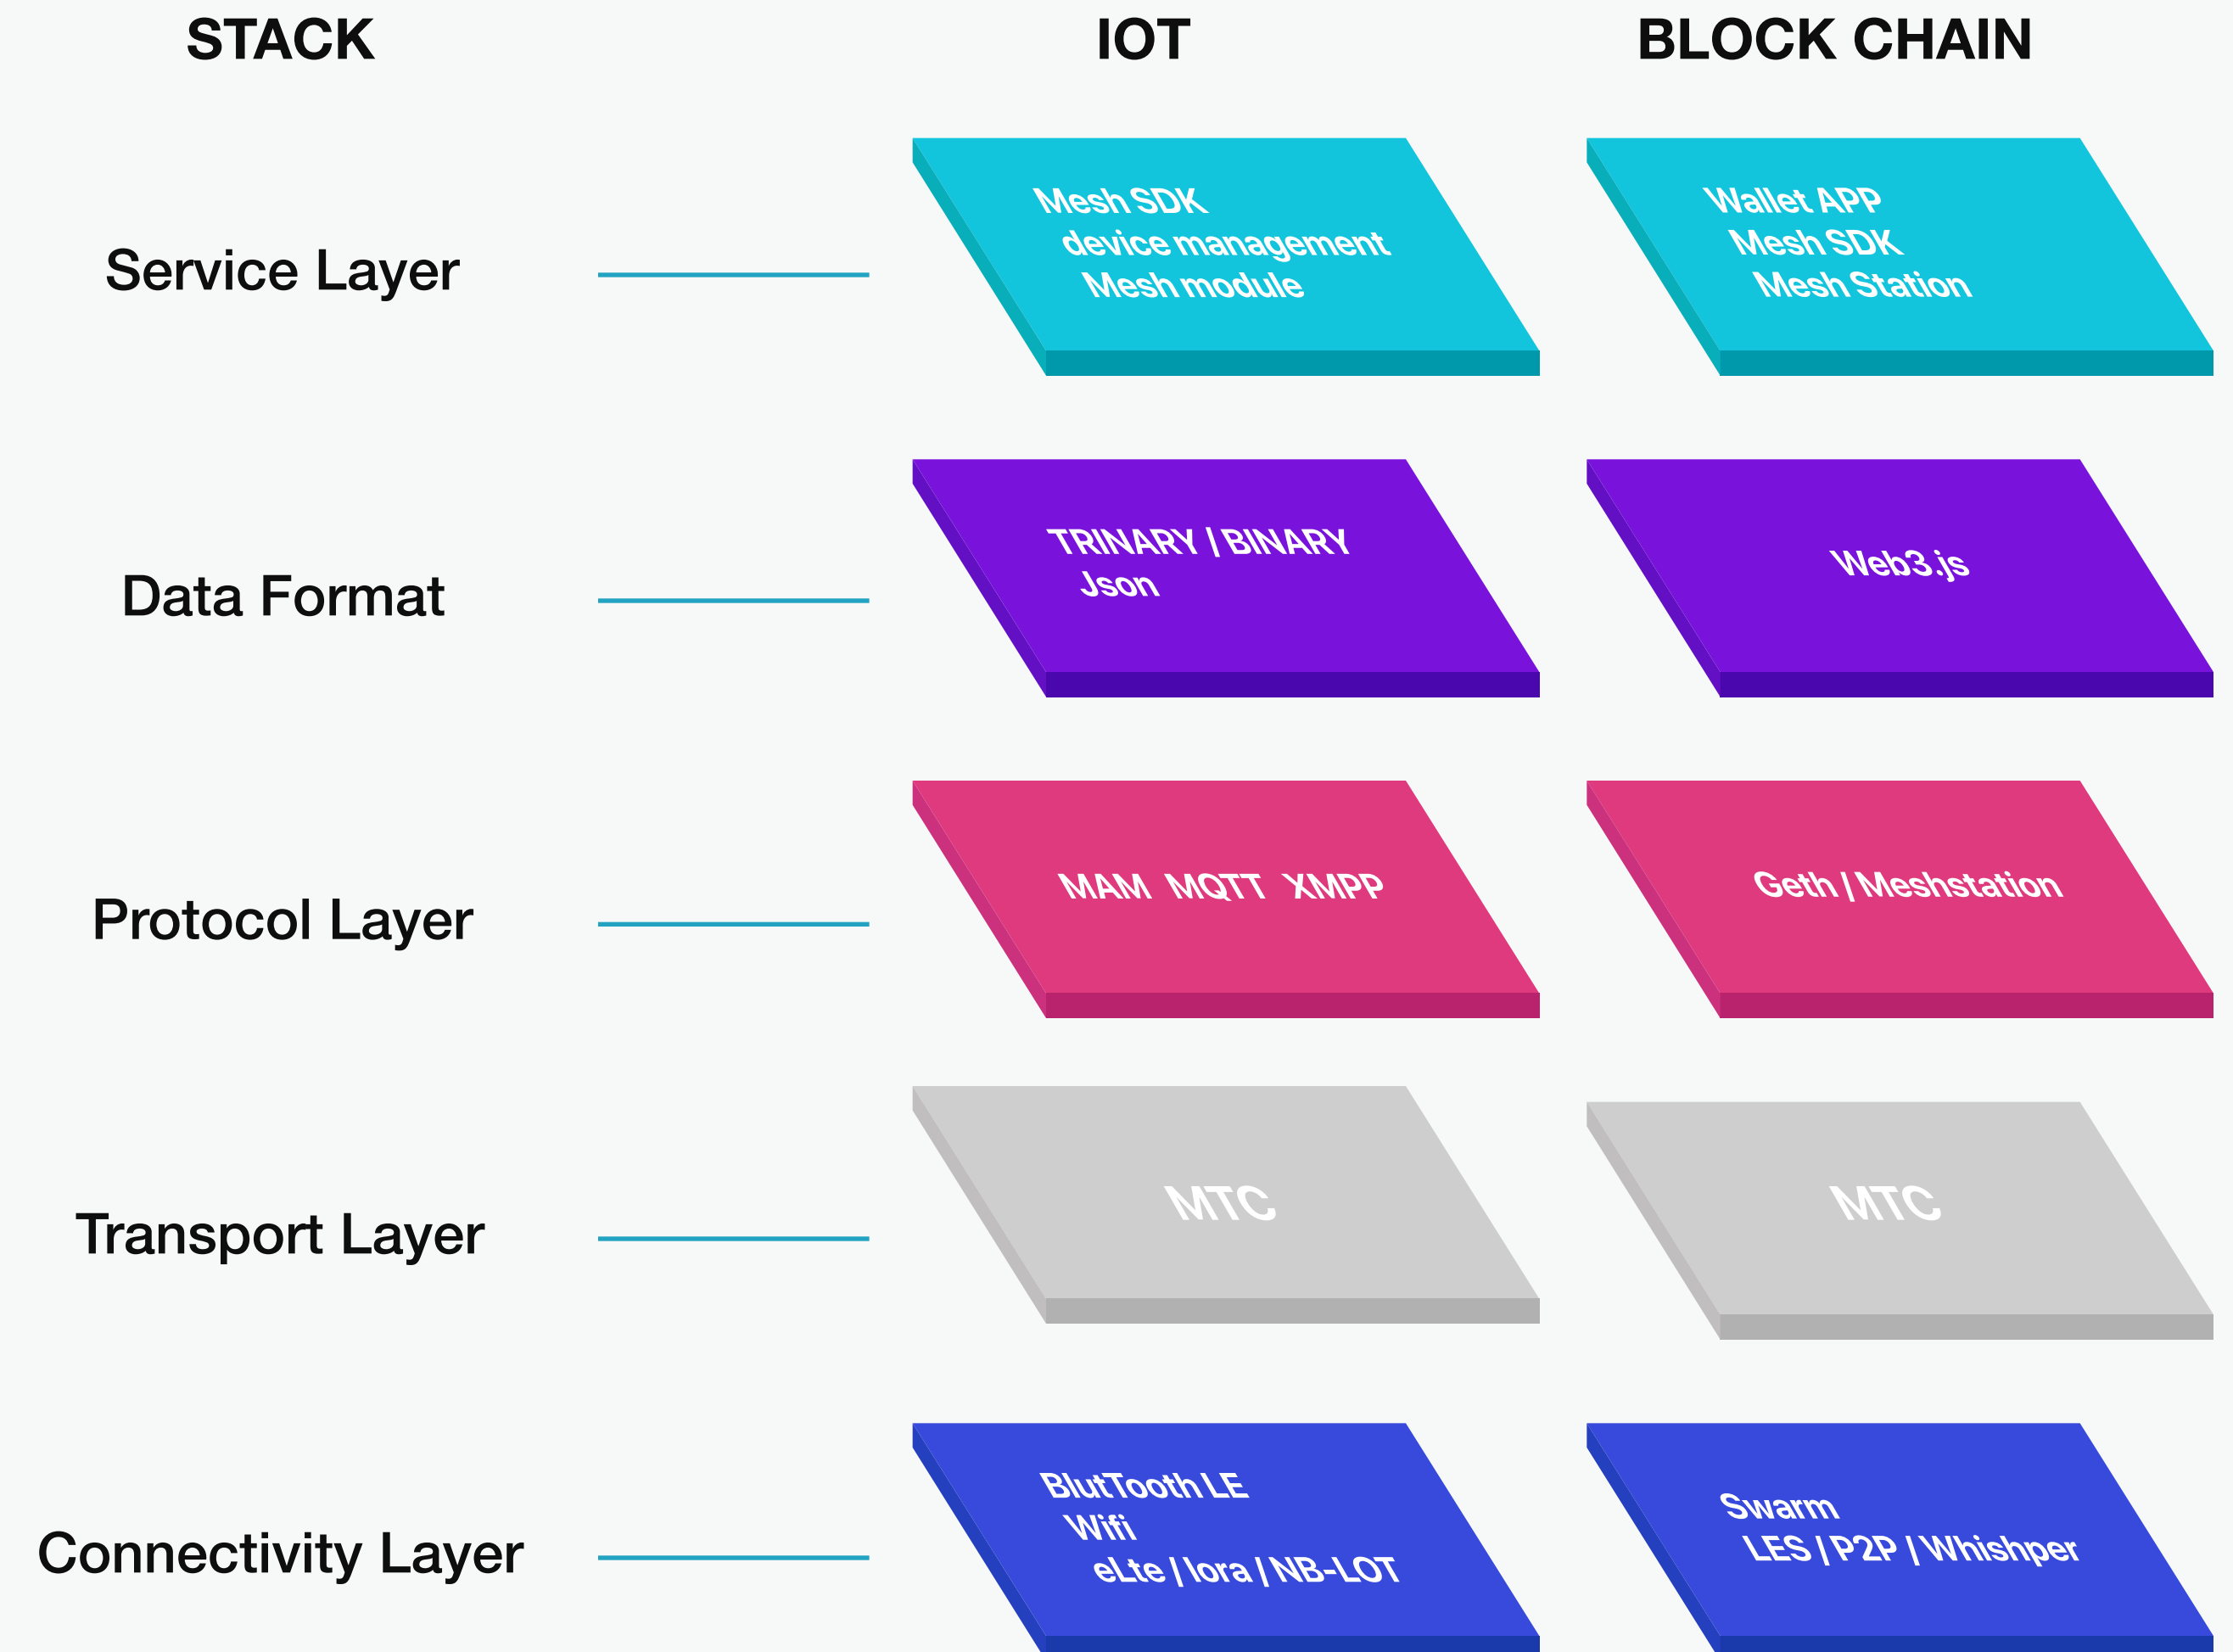 STACK
IOT
BLOCK CHAIN
Service Layer
Mesh SDK
device management
Mesh module
Wallet APP
Mesh SDK
Mesh Station
Data Format
TRINARY / BINARY
Json
Web3.js
Protocol Layer
MAN MQTT XMPP
Geth / Meshstation
Transport Layer
MTC
MTC
Connectivity Layer
BlutTooth LE
Wifi
eLte / lora / NB-LOT
Swarm
LES / P2P / Whishper